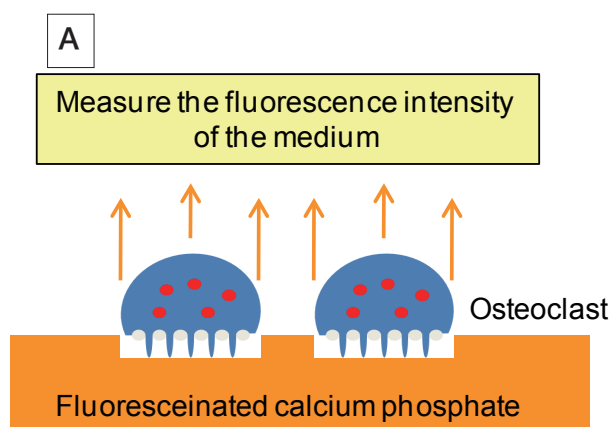 A
Measure the fluorescence intensity
of the medium
Osteoclast
Fluoresceinated calcium phosphate